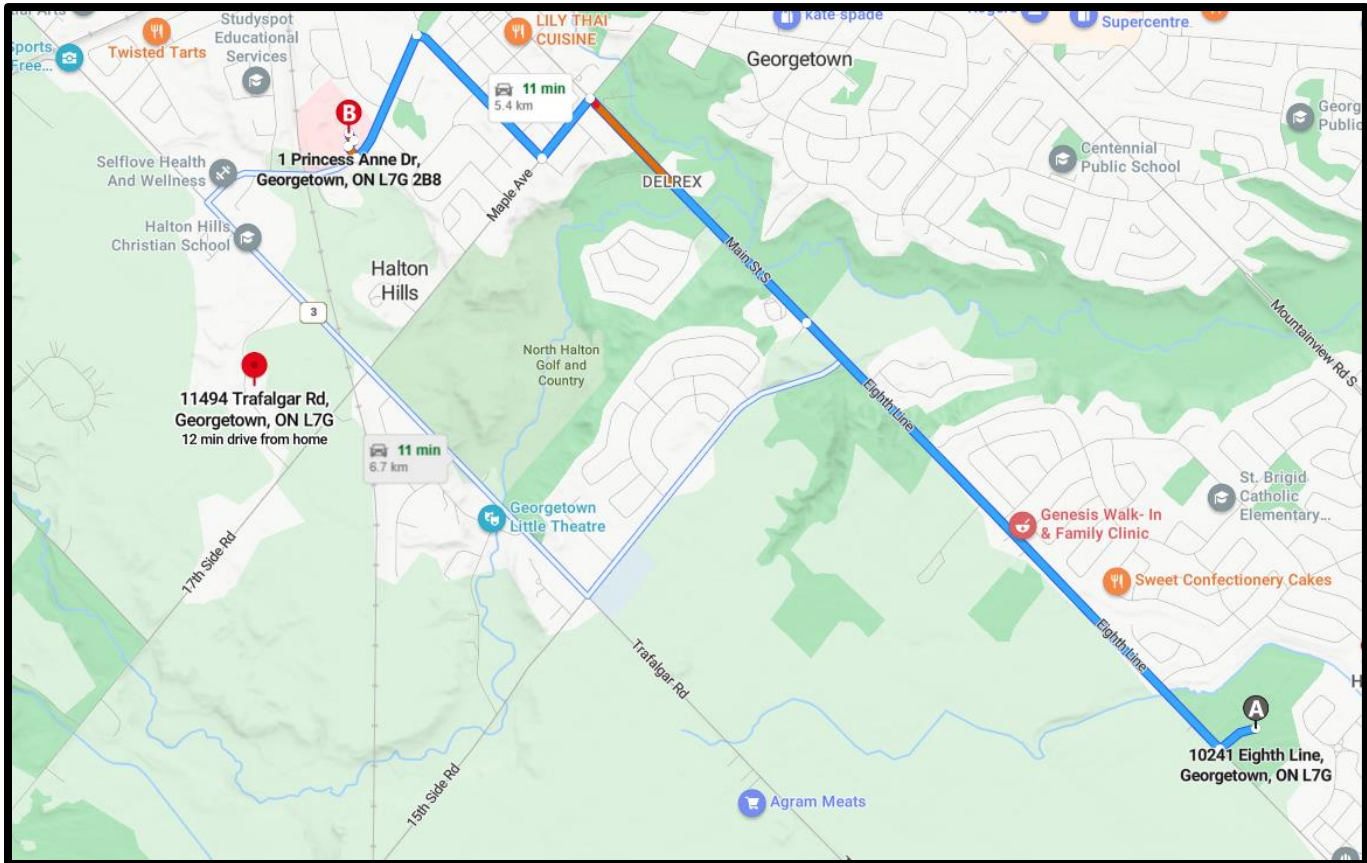 Studyspot
Educational
Services
Twisted Tarts
Sports
Free...
LILY THAI
CUISINE
kate spade
Supercentre
Georgetown
11 min
5.4 km
B
1 Princess Anne Dr,
Georgetown, ON L7G 2B8
Selflove Health
And Wellness
Halton Hills
Christian School
Maple Ave
DELREX
Centennial
Public School
Main St S
Halton
Hills
3
North Halton
Golf and
Country
Mountainview Rd S
11494 Trafalgar Rd,
Georgetown, ON L7G
12 min drive from home
Eighth Line
11 min
6.7 km
Georgetown
Little Theatre
17th Side Rd
Genesis Walk- In
& Family Clinic
St. Brigid
Catholic
Elementary...
Sweet Confectionery Cakes
Eighth Line
Trafalgar Rd
A
10241 Eighth Line,
Georgetown, ON L7G
15th Side Rd
Agram Meats